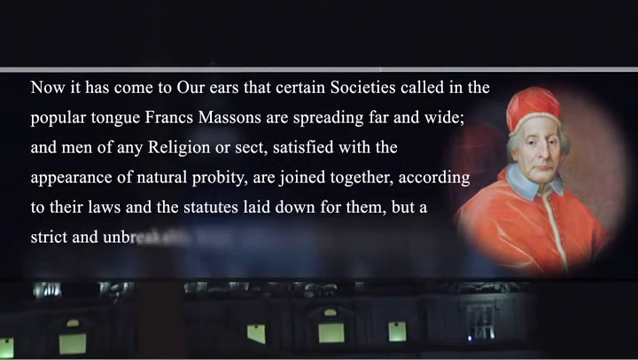 Now it has come to Our ears that certain Societies called in the
popular tongue Francs Massons are spreading far and wide;
and men of any Religion or sect, satisfied with the
appearance of natural probity, are joined together, according
to their laws and the statutes laid down for them, but a
strict and